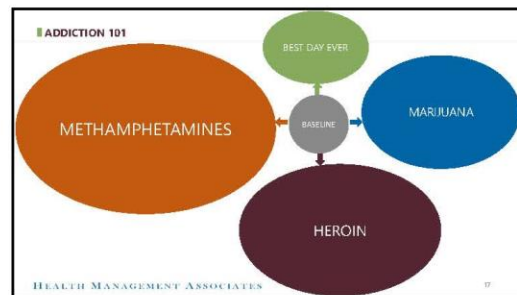 ADDICTION 101
BEST DAY EVER
METHAMPHETAMINES
BASELINE
MARIJUANA
HEROIN
HEALTH MANAGEMENT ASSOCIATES
17